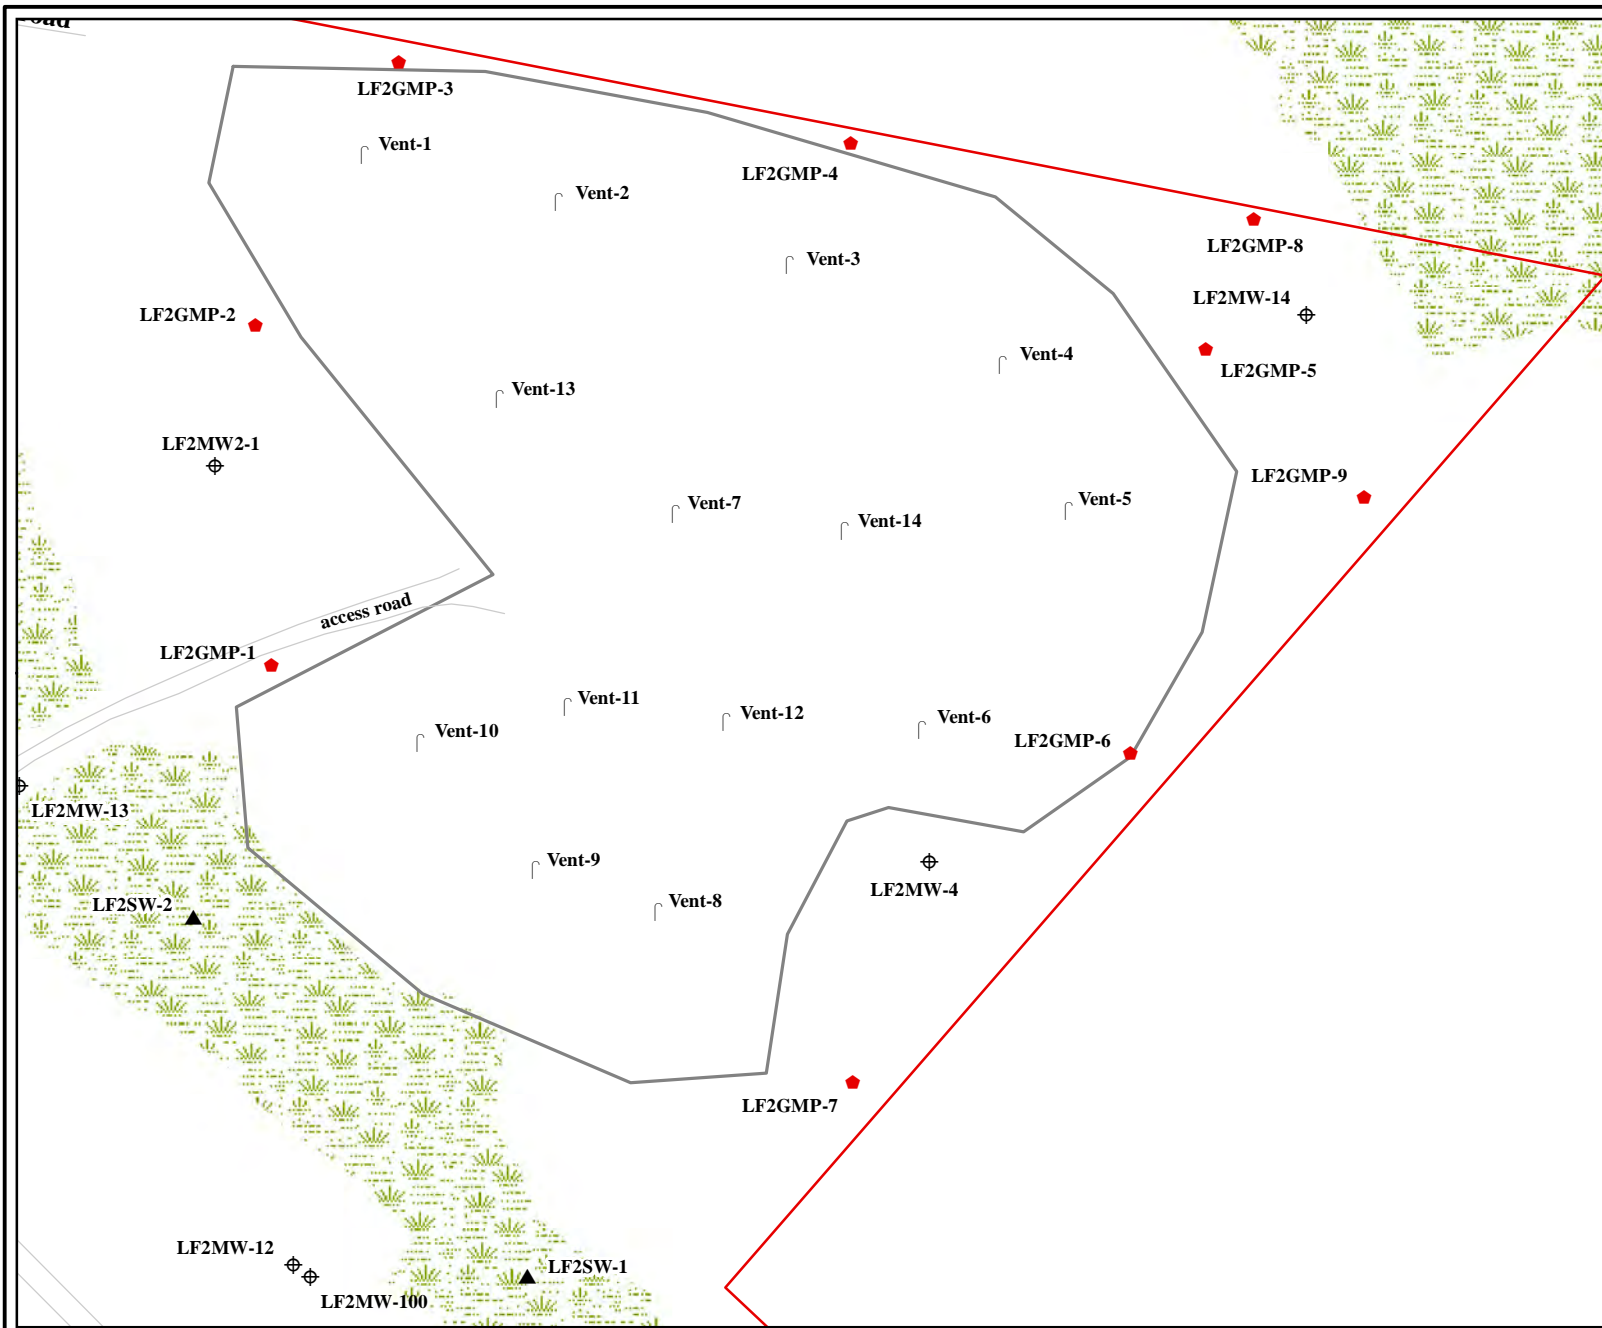 road
LF2GMP-3
Vent-1
LF2GMP-4
Vent-2
LF2GMP-8
Vent-3
LF2MW-14
LF2GMP-2
Vent-4
LF2GMP-5
Vent-13
LF2MW2-1
LF2GMP-9
Vent-7
Vent-5
Vent-14
access road
LF2GMP-1
Vent-11
Vent-12
Vent-6
Vent-10
LF2GMP-6
LF2MW-13
Vent-9
LF2MW-4
Vent-8
LF2SW-2
LF2GMP-7
LF2MW-12
LF2SW-1
LF2MW-100